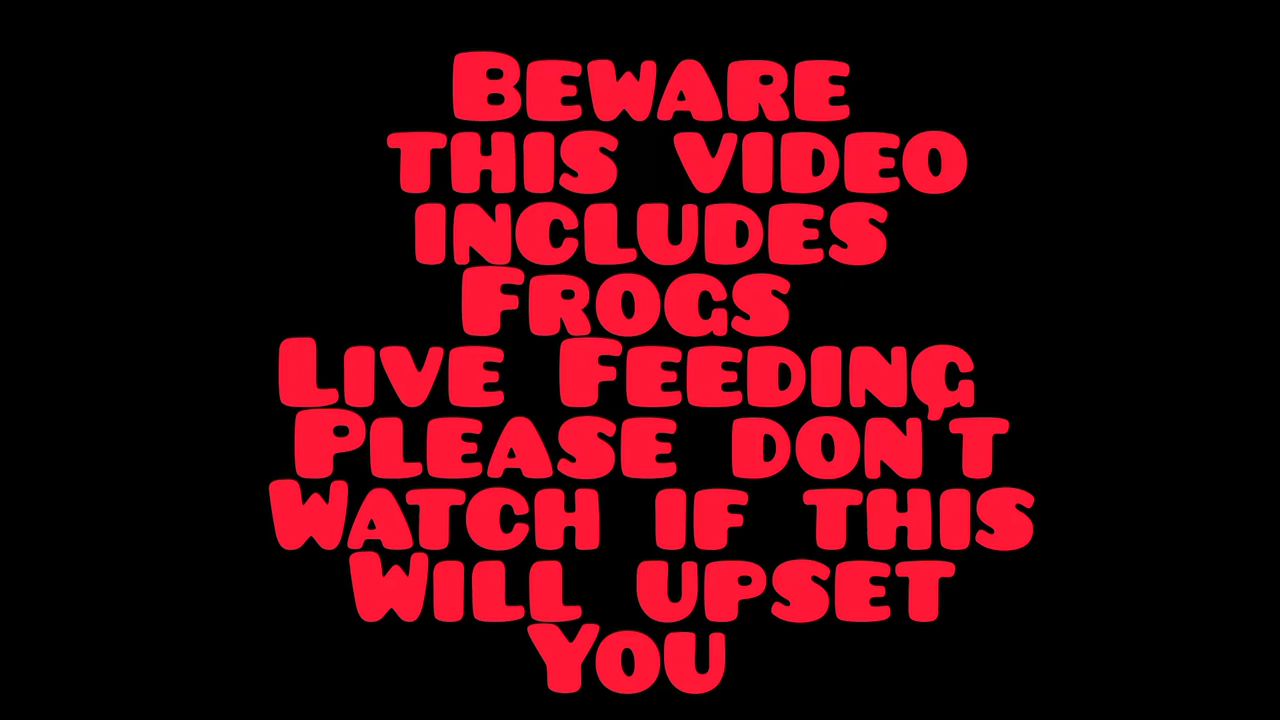 Beware
this video
includes
Frogs
Live Feeding
Please don't
Watch if this
Will upset
You